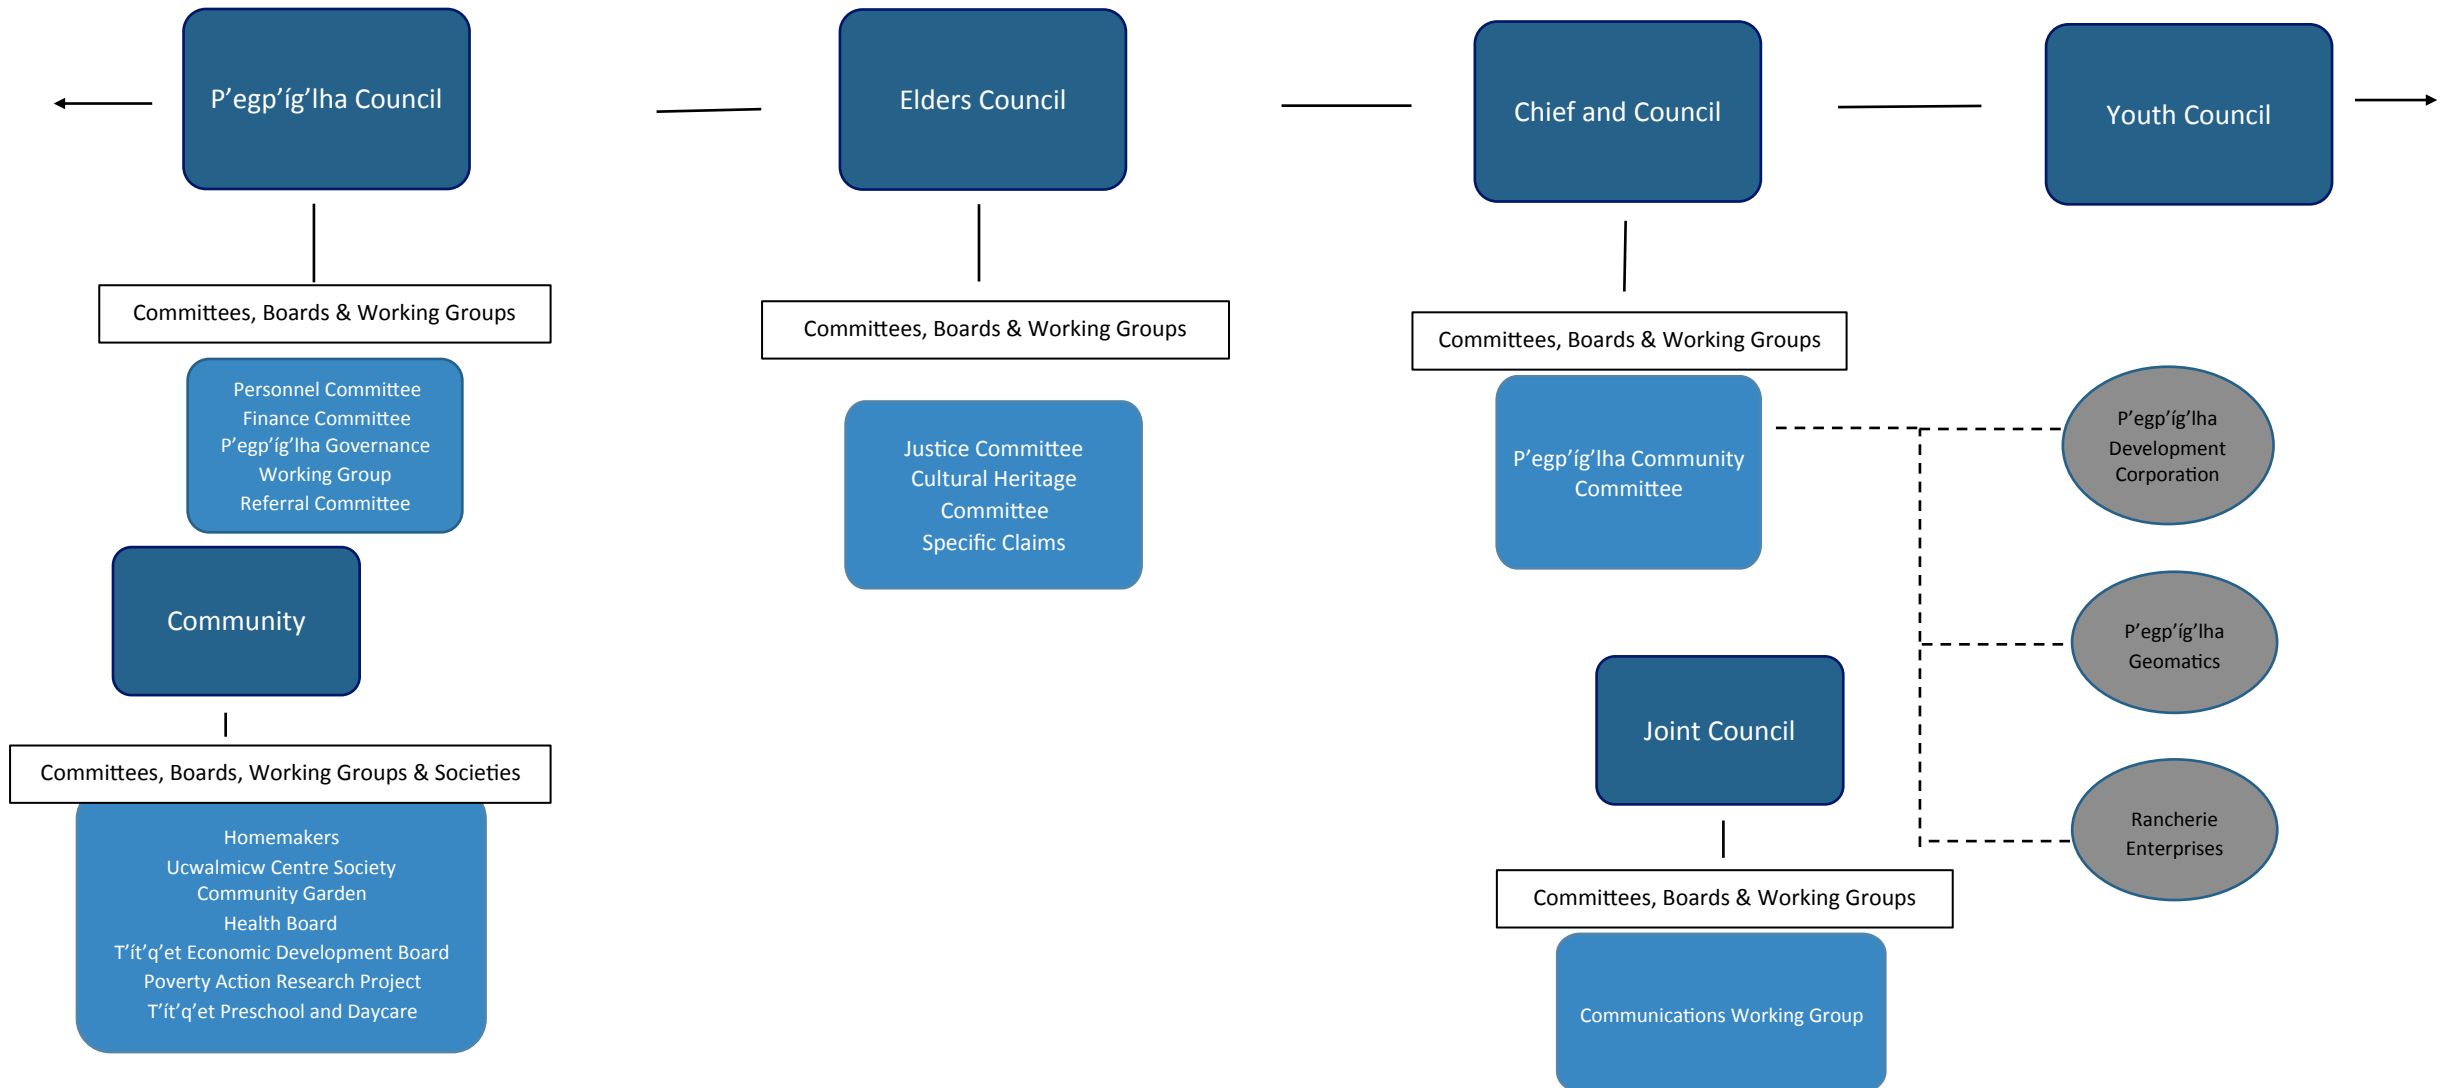 P'egp'íg'lha Council
Elders Council
Chief and Council
Youth Council
Committees, Boards & Working Groups
Personnel Committee
Finance Committee
P'egp'íg'lha Governance
Working Group
Referral Committee
Committees, Boards & Working Groups
Justice Committee
Cultural Heritage
Committee
Specific Claims
Committees, Boards & Working Groups
P'egp'íg'lha Community
Committee
P'egp'íg'lha
Development
Corporation
P'egp'íg'lha
Geomatics
Rancherie
Enterprises
Community
Committees, Boards, Working Groups & Societies
Homemakers
Ucwalmicw Centre Society
Community Garden
Health Board
T'ít'q'et Economic Development Board
Poverty Action Research Project
T'ít'q'et Preschool and Daycare
Joint Council
Committees, Boards & Working Groups
Communications Working Group